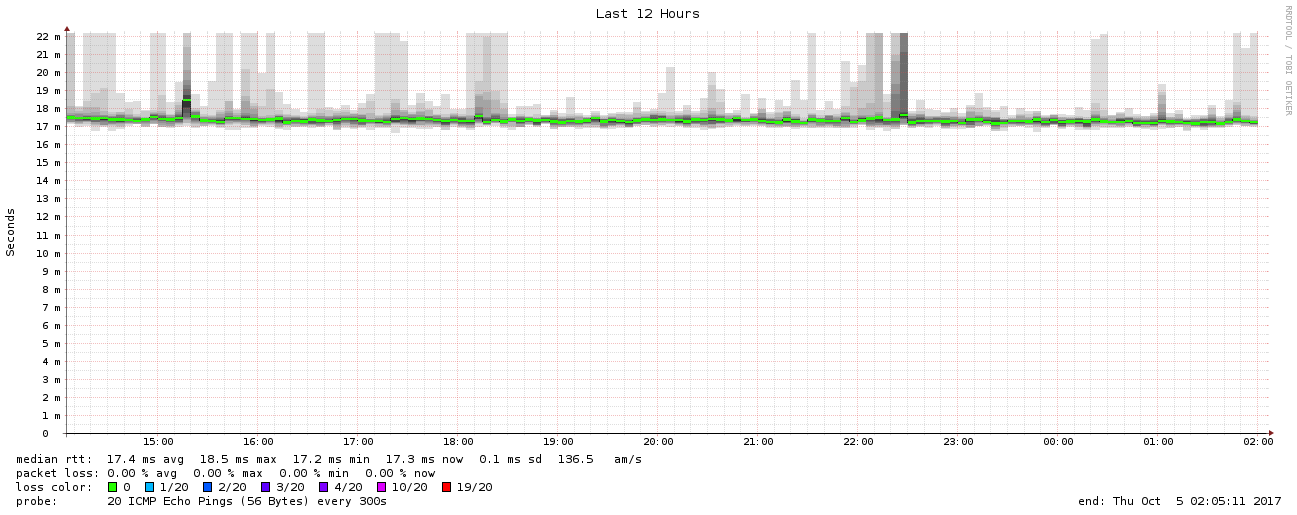 Last 12 Hours
RRDTOOL / TOBI OETIKER
22 m
21 m
20 m
19 m
18 m
17 m
16 m
15 m
14 m
13 m
12 m
11 m
10 m
9 m
8 m
7 m
6 m
5 m
4 m
3 m
2 m
1 m
0
Seconds
15:00 16:00 17:00 18:00 19:00 20:00 21:00 22:00 23:00 00:00 01:00 02:00
median rtt: 17.4 ms avg 18.5 ms max 17.2 ms min 17.3 ms now 0.1 ms sd 136.5 am/s
packet loss: 0.00 % avg 0.00 % max 0.00 % min 0.00 % now
loss color: 0 1/20 2/20 3/20 4/20 10/20 19/20
probe: 20 ICMP Echo Pings (56 Bytes) every 300s end: Thu Oct 5 02:05:11 2017